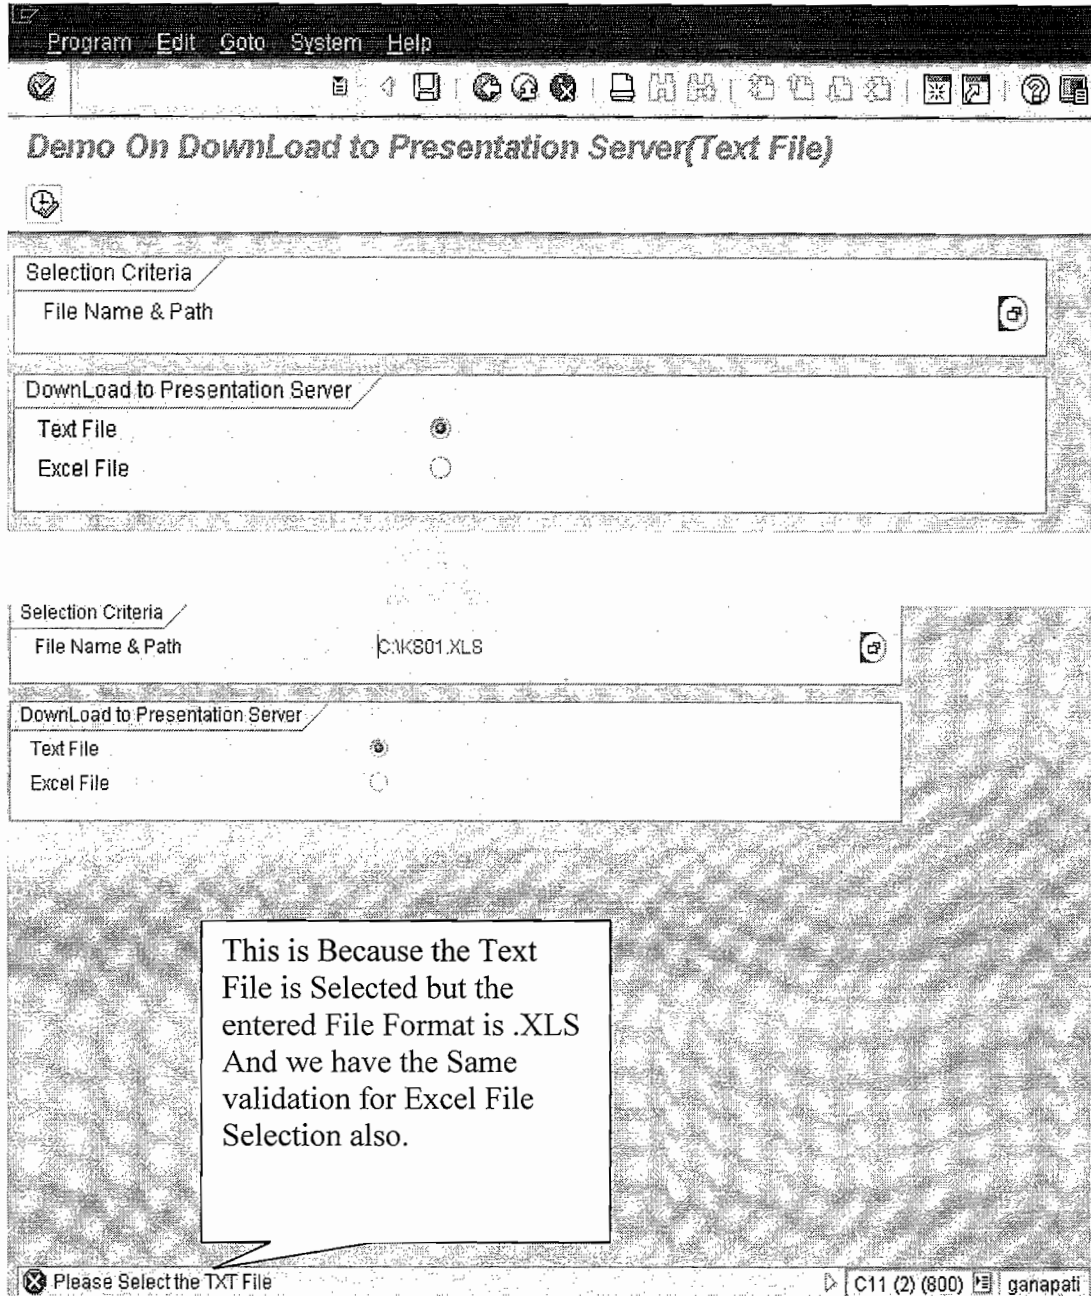 Program Edit Goto System Help
Demo On DownLoad to Presentation Server(Text File)
Selection Criteria
File Name & Path
DownLoad to Presentation Server
Text File
Excel File
Selection Criteria
File Name & Path C:\KS01.XLS
DownLoad to Presentation Server
Text File
Excel File
This is Because the Text
File is Selected but the
entered File Format is .XLS
And we have the Same
validation for Excel File
Selection also.
Please Select the TXT File C11 (2) (800) ganapati